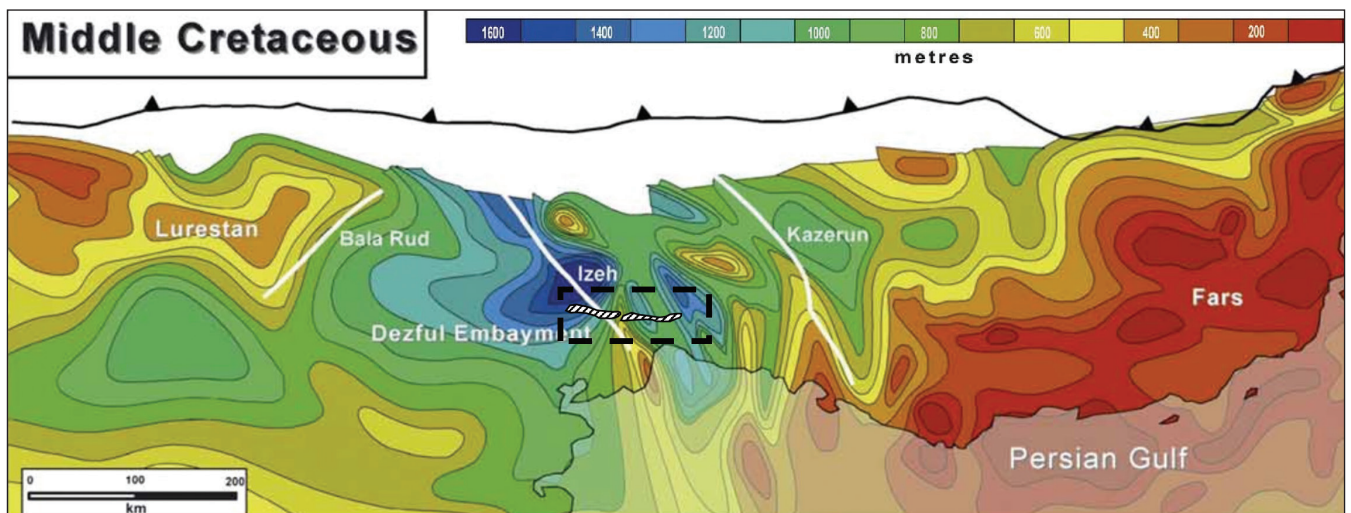 Middle Cretaceous
1600 1400 1200 1000 800 600 400 200
metres
Lurestan
Bala Rud
Kazerun
Izeh
Fars
Dezful Embayment
Persian Gulf
0 100 200
km